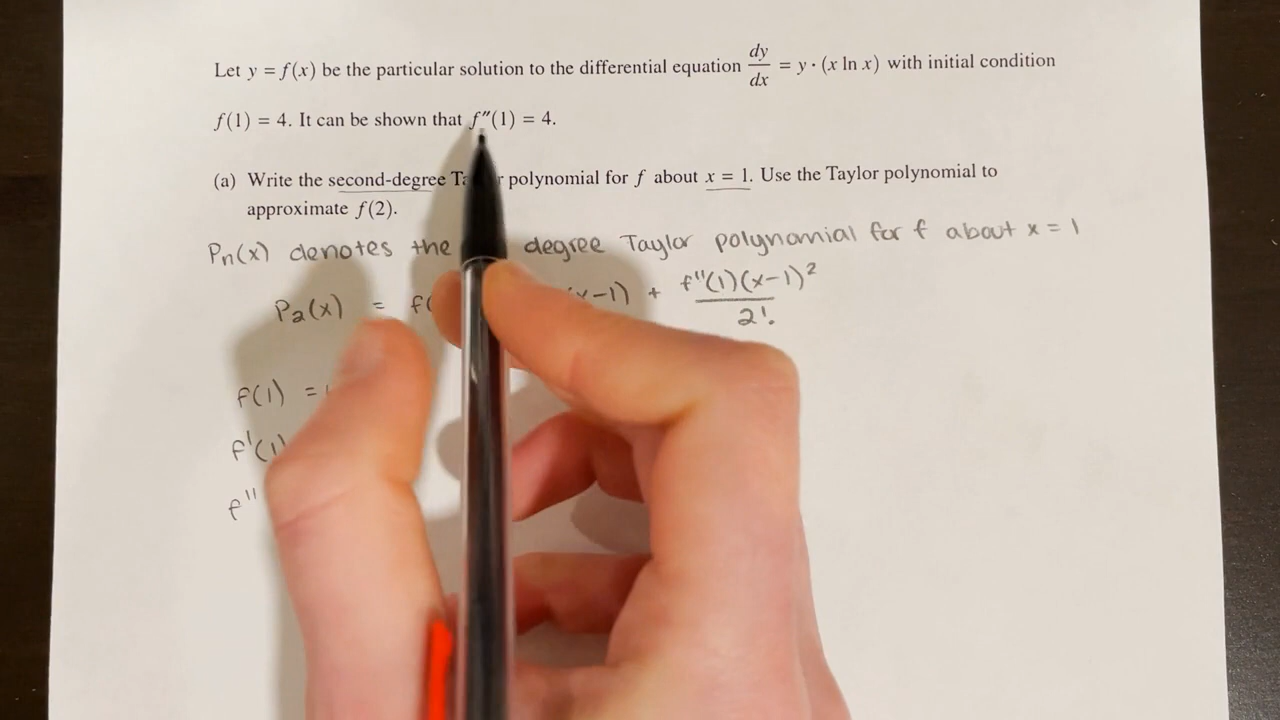 Let y = f(x) be the particular solution to the differential equation dy/dx = y · (x ln x) with initial condition
f(1) = 4. It can be shown that f″(1) = 4.
(a) Write the second-degree polynomial for f about x = 1. Use the Taylor polynomial to
approximate f(2).
Pn(x) denotes the degree Taylor polynomial for f about x = 1
P2(x) = f( (x-1) + f"(1)(x-1)²/2!
f(1) =
f'(1)
f"